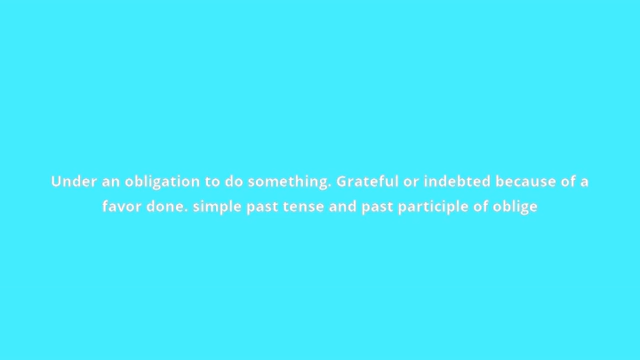 Under an obligation to do something. Grateful or indebted because of a
favor done. simple past tense and past participle of oblige